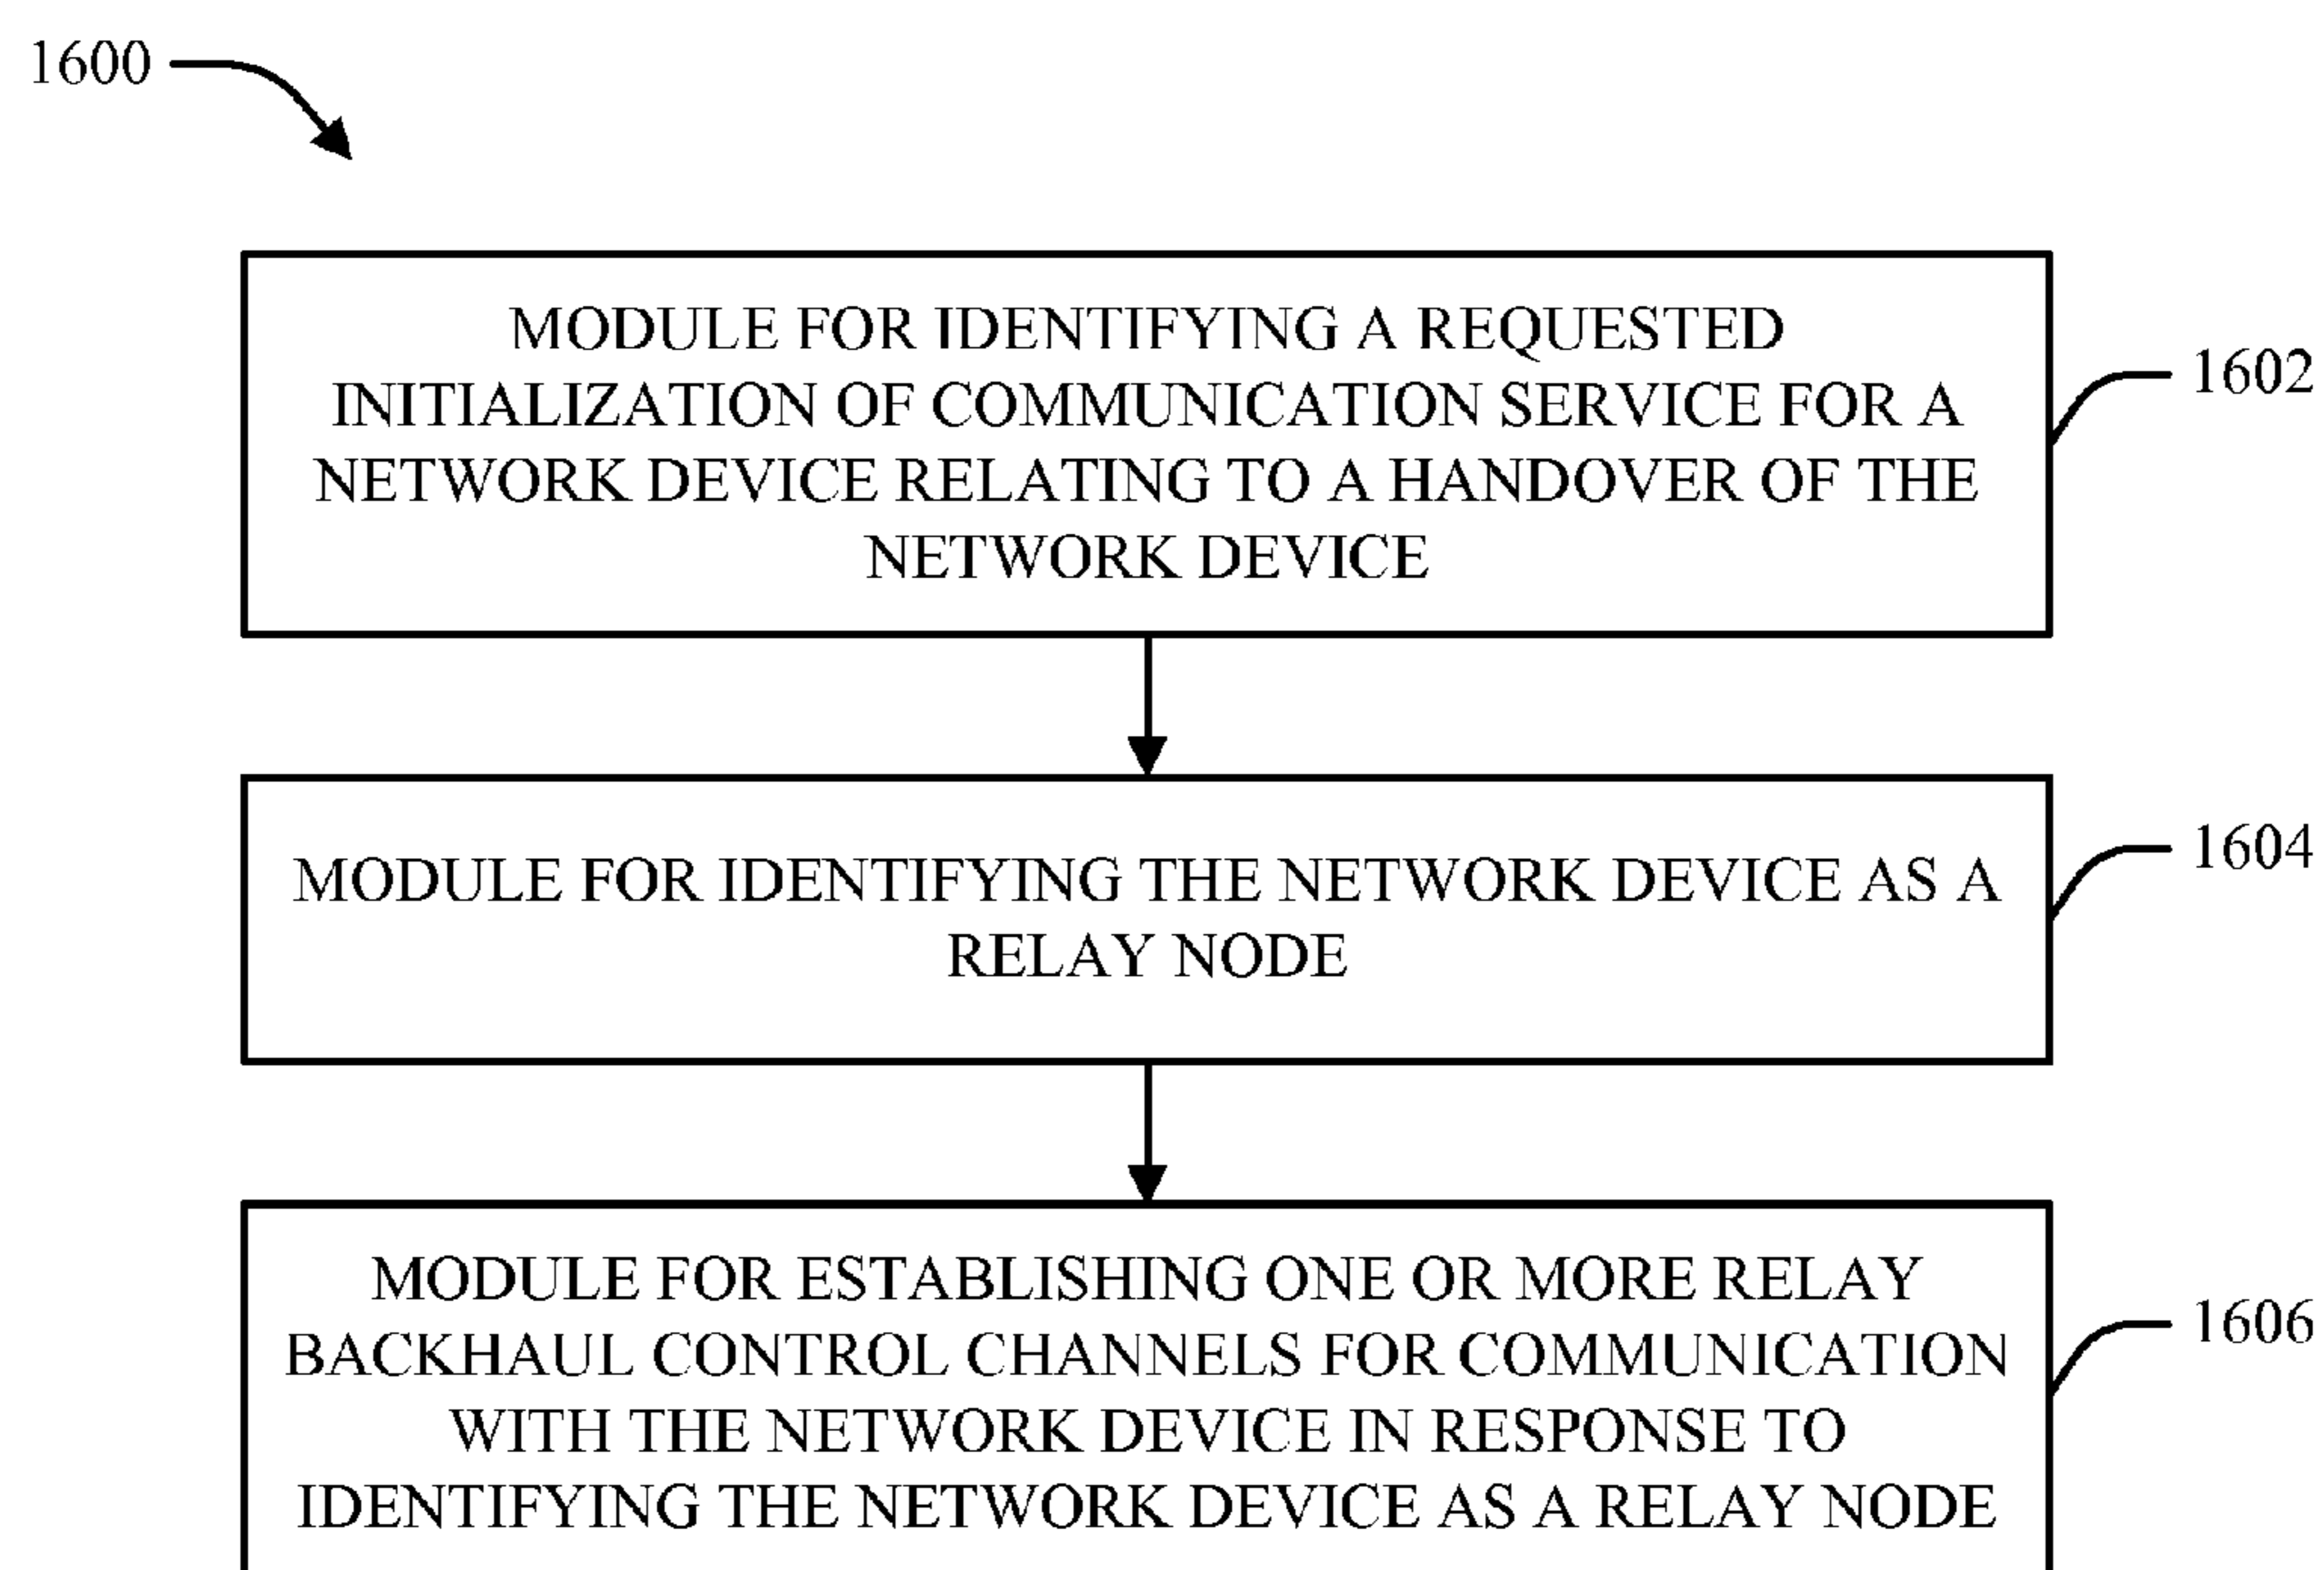 1600
MODULE FOR IDENTIFYING A REQUESTED
INITIALIZATION OF COMMUNICATION SERVICE FOR A
NETWORK DEVICE RELATING TO A HANDOVER OF THE
NETWORK DEVICE
1602
MODULE FOR IDENTIFYING THE NETWORK DEVICE AS A
RELAY NODE
1604
MODULE FOR ESTABLISHING ONE OR MORE RELAY
BACKHAUL CONTROL CHANNELS FOR COMMUNICATION
WITH THE NETWORK DEVICE IN RESPONSE TO
IDENTIFYING THE NETWORK DEVICE AS A RELAY NODE
1606